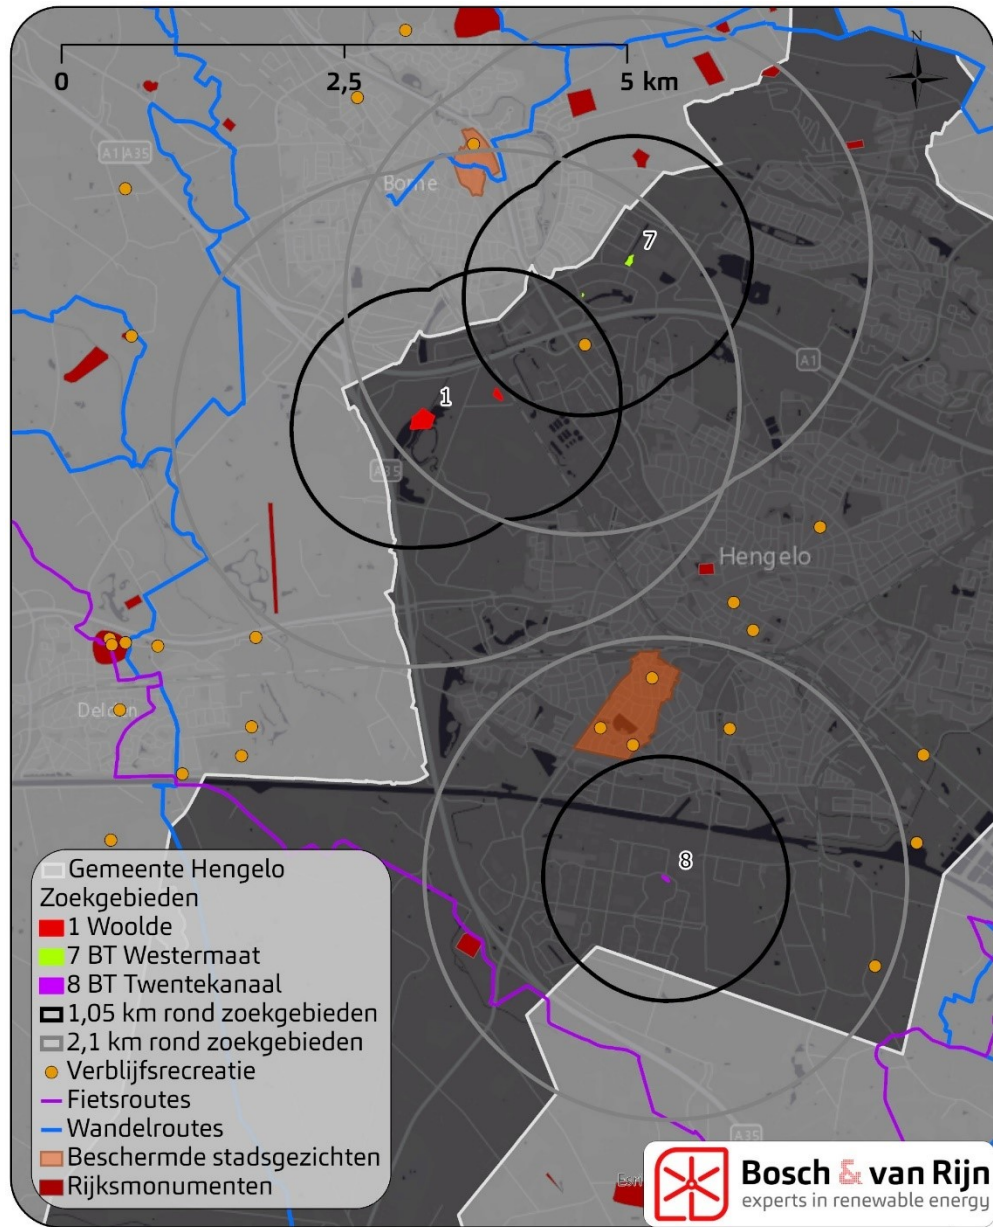 N
0
2,5
5 km
A1|A35
Borne
7
A1
1
A35
Hengelo
Delden
8
Gemeente Hengelo
Zoekgebieden
1 Woolde
7 BT Westermaat
8 BT Twentekanaal
1,05 km rond zoekgebieden
2,1 km rond zoekgebieden
Verblijfsrecreatie
Fietsroutes
Wandelroutes
Beschermde stadsgezichten
Rijksmonumenten
A35
Bosch & van Rijn
experts in renewable energy